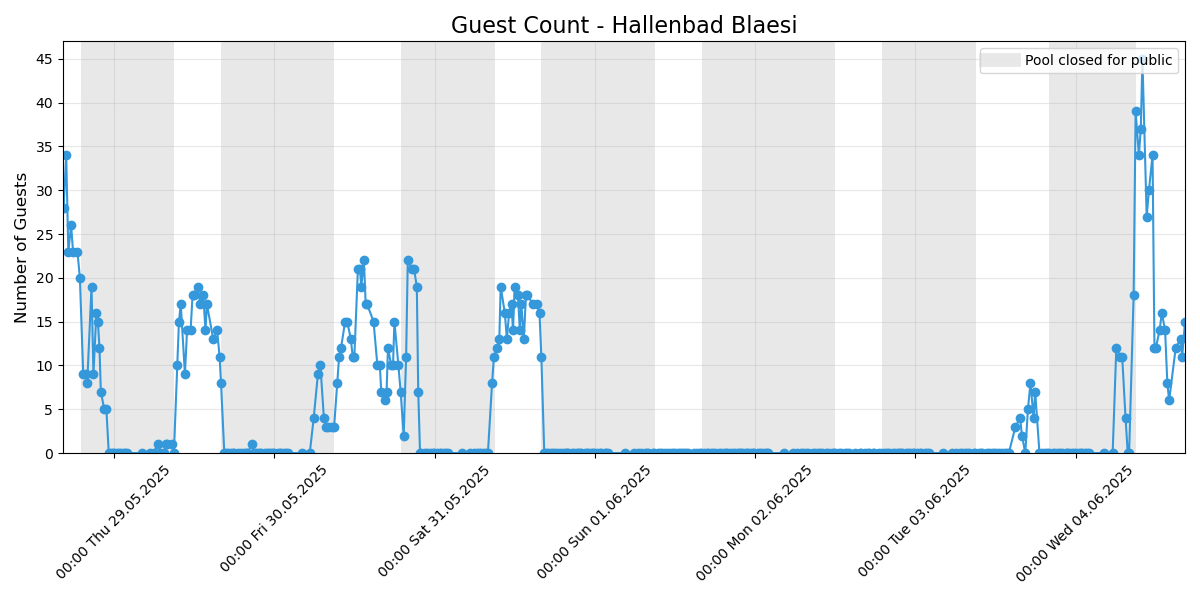 Guest Count - Hallenbad Blaesi
Pool closed for public
Number of Guests
45
40
35
30
25
20
15
10
5
0
00:00 Thu 29.05.2025
00:00 Fri 30.05.2025
00:00 Sat 31.05.2025
00:00 Sun 01.06.2025
00:00 Mon 02.06.2025
00:00 Tue 03.06.2025
00:00 Wed 04.06.2025